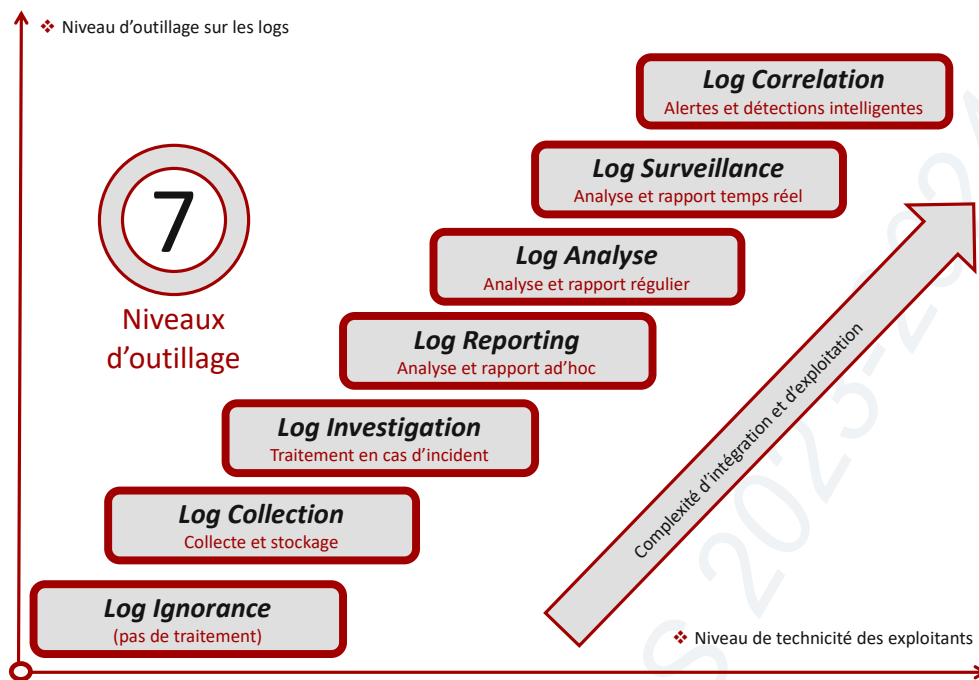 ❖ Niveau d'outillage sur les logs
Log Correlation
Alertes et détections intelligentes
Log Surveillance
Analyse et rapport temps réel
7
Niveaux
d'outillage
Log Analyse
Analyse et rapport régulier
Log Reporting
Analyse et rapport ad'hoc
Log Investigation
Traitement en cas d'incident
Log Collection
Collecte et stockage
Log Ignorance
(pas de traitement)
Complexité d'intégration et d'exploitation
❖ Niveau de technicité des exploitants
S 2023-2024